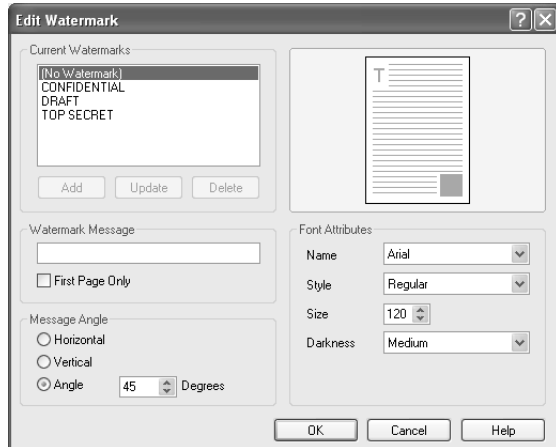 Edit Watermark
Current Watermarks
(No Watermark)
CONFIDENTIAL
DRAFT
TOP SECRET
Add Update Delete
T
Watermark Message
First Page Only
Message Angle
Horizontal
Vertical
Angle 45 Degrees
Font Attributes
Name Arial
Style Regular
Size 120
Darkness Medium
OK Cancel Help